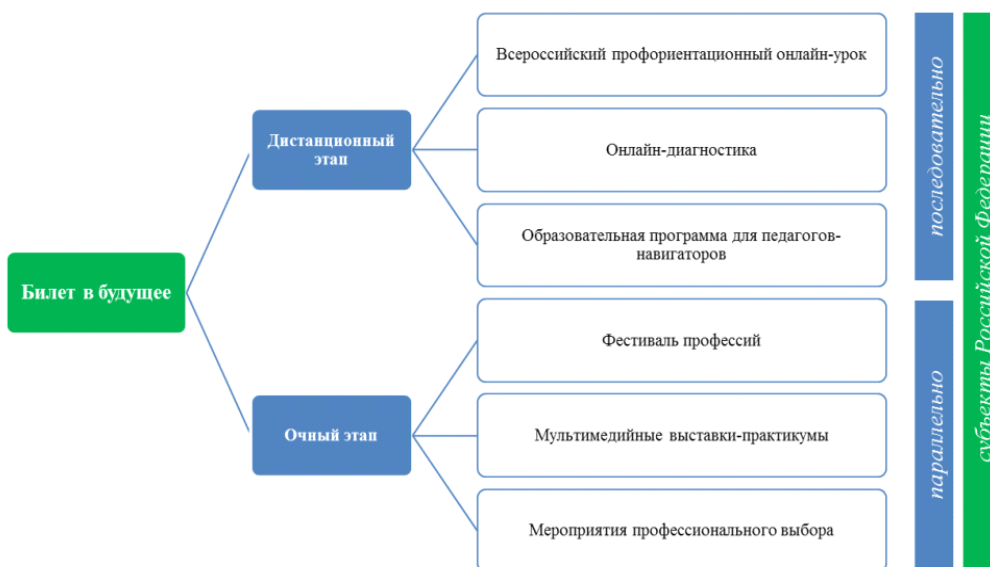 Билет в будущее
Дистанционный
этап
Очный этап
Всероссийский профориентационный онлайн-урок
Онлайн-диагностика
Образовательная программа для педагогов-
навигаторов
Фестиваль профессий
Мультимедийные выставки-практикумы
Мероприятия профессионального выбора
последовательно
параллельно
субъекты Российской Федерации